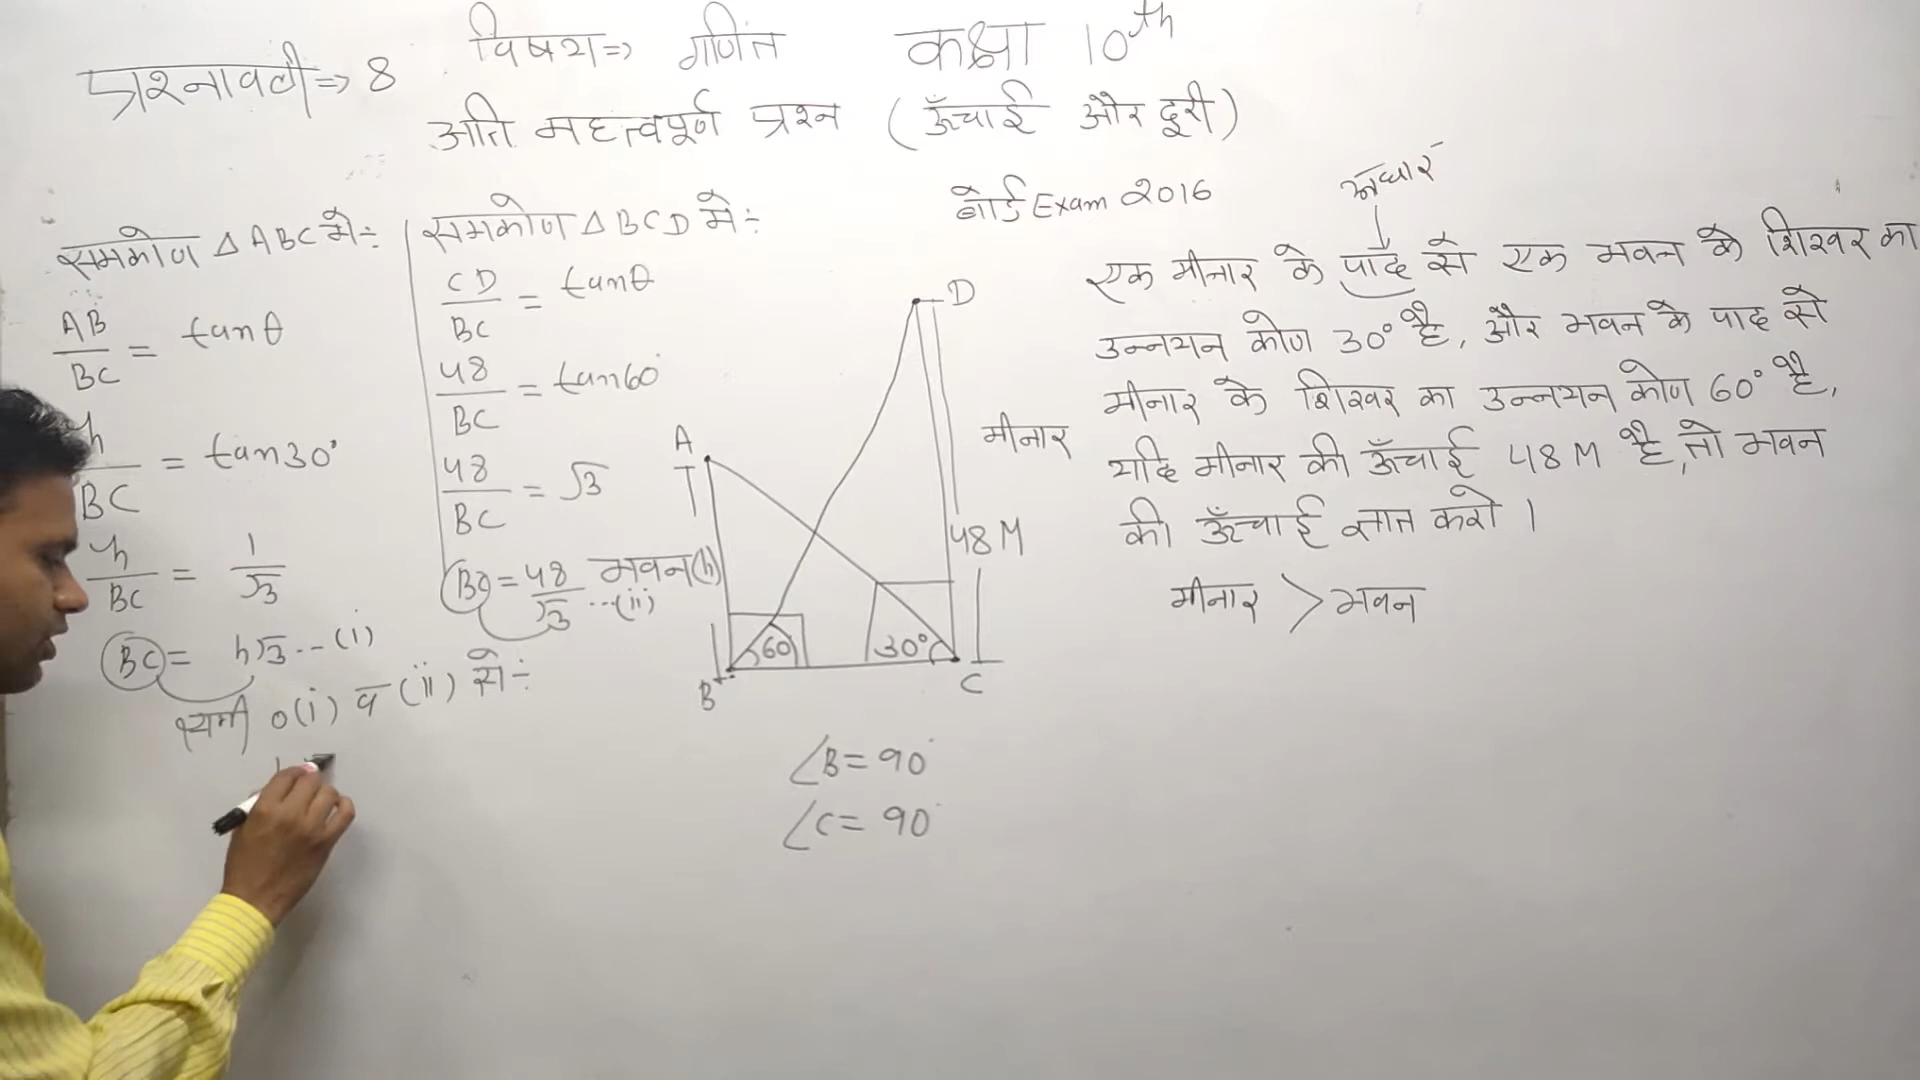 प्रश्नावली => 8 विषय => गणित कक्षा 10th
अति महत्वपूर्ण प्रश्न (ऊँचाई और दूरी)
बोर्ड Exam 2016
समकोण △ ABC मे ÷
AB/BC = tanθ
h/BC = tan30°
h/BC = 1/√3
BC = h√3 -- (i)
समकोण △ BCD मे ÷
CD/BC = tanθ
48/BC = tan60°
48/BC = √3
BC = 48/√3 --- (ii)
(i) व (ii) से ÷
A
D
भवन (h)
मीनार
48 M
60
30°
B
C
∠B = 90°
∠C = 90°
आधार
एक मीनार के पाद से एक भवन के शिखर का
उन्नयन कोण 30° है, और भवन के पाद से
मीनार के शिखर का उन्नयन कोण 60° है,
यदि मीनार की ऊँचाई 48 M है, तो भवन
की ऊँचाई ज्ञात करो ।
मीनार > भवन